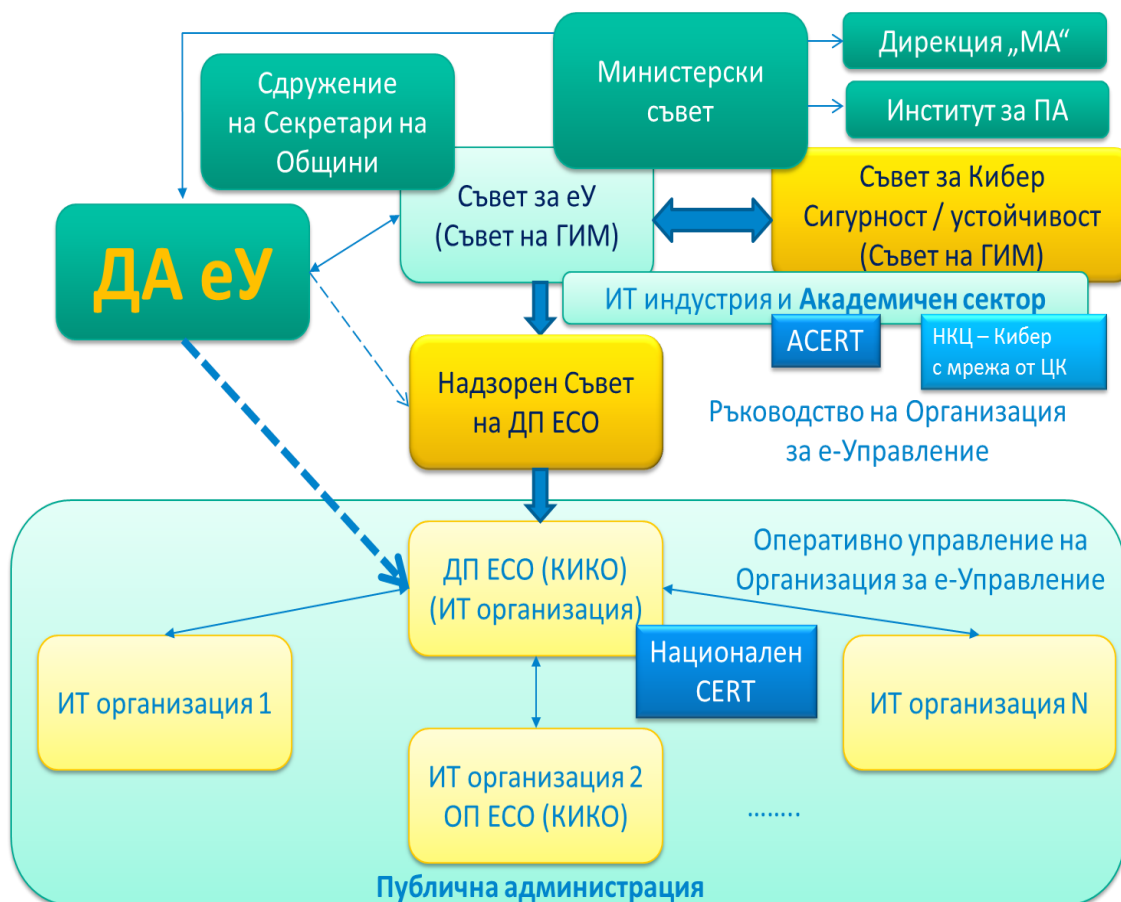 Министерски
съвет
Дирекция „МА“
Институт за ПА
Сдружение
на Секретари на
Общини
Съвет за еУ
(Съвет на ГИМ)
Съвет за Кибер
Сигурност / устойчивост
(Съвет на ГИМ)
ДА еУ
ИТ индустрия и Академичен сектор
ACERT
НКЦ – Кибер
с мрежа от ЦК
Надзорен Съвет
на ДП ЕСО
Ръководство на Организация
за е-Управление
ДП ЕСО (КИКО)
(ИТ организация)
Оперативно управление на
Организация за е-Управление
Национален
CERT
ИТ организация 1
ИТ организация N
ИТ организация 2
ОП ЕСО (КИКО)
........
Публична администрация